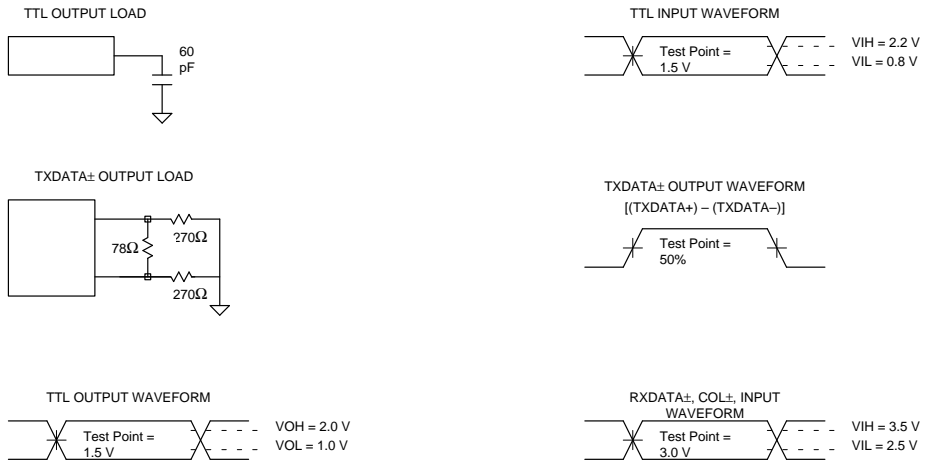 TTL OUTPUT LOAD
60
pF
TTL INPUT WAVEFORM
Test Point =
1.5 V
VIH = 2.2 V
VIL = 0.8 V
TXDATA± OUTPUT LOAD
78Ω
270Ω
270Ω
TXDATA± OUTPUT WAVEFORM
[(TXDATA+) – (TXDATA–)]
Test Point =
50%
TTL OUTPUT WAVEFORM
Test Point =
1.5 V
VOH = 2.0 V
VOL = 1.0 V
RXDATA±, COL±, INPUT
WAVEFORM
Test Point =
3.0 V
VIH = 3.5 V
VIL = 2.5 V